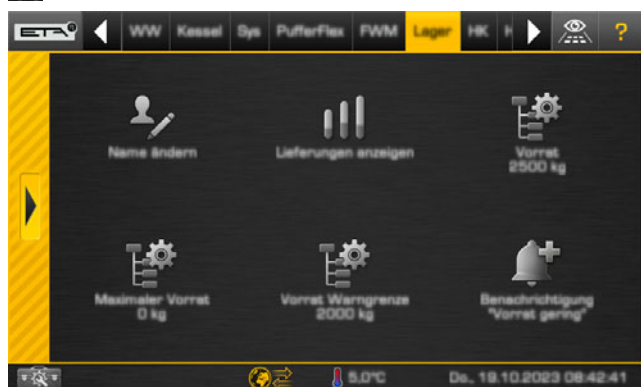 ETA
WW Kessel Sys PufferFlex FWM Lager HK
?
Name ändern
Lieferungen anzeigen
Vorrat
2500 kg
Maximaler Vorrat
0 kg
Vorrat Warngrenze
2000 kg
Benachrichtigung
"Vorrat gering"
5,0°C
Do., 19.10.2023 08:42:41